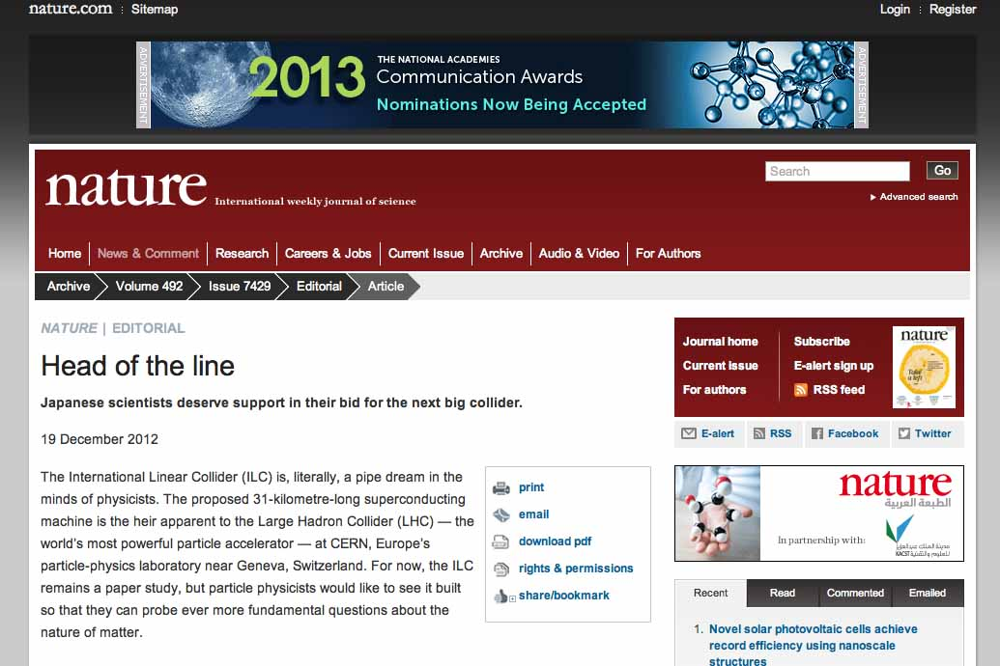 nature.com : Sitemap
Login : Register
ADVERTISEMENT
2013
THE NATIONAL ACADEMIES
Communication Awards
Nominations Now Being Accepted
ADVERTISEMENT
nature International weekly journal of science
Search
Go
Advanced search
Home
News & Comment
Research
Careers & Jobs
Current Issue
Archive
Audio & Video
For Authors
Archive
Volume 492
Issue 7429
Editorial
Article
NATURE | EDITORIAL
Head of the line
Japanese scientists deserve support in their bid for the next big collider.
19 December 2012
The International Linear Collider (ILC) is, literally, a pipe dream in the
minds of physicists. The proposed 31-kilometre-long superconducting
machine is the heir apparent to the Large Hadron Collider (LHC) — the
world's most powerful particle accelerator — at CERN, Europe's
particle-physics laboratory near Geneva, Switzerland. For now, the ILC
remains a paper study, but particle physicists would like to see it built
so that they can probe ever more fundamental questions about the
nature of matter.
print
email
download pdf
rights & permissions
share/bookmark
Journal home
Current issue
For authors
Subscribe
E-alert sign up
RSS feed
nature
Take
a left
E-alert
RSS
Facebook
Twitter
nature
الطبعة العربية
In partnership with:
مدينة الملك عبدالعزيز
للعلوم والتقنية KACST
Recent
Read
Commented
Emailed
1. Novel solar photovoltaic cells achieve
record efficiency using nanoscale
structures